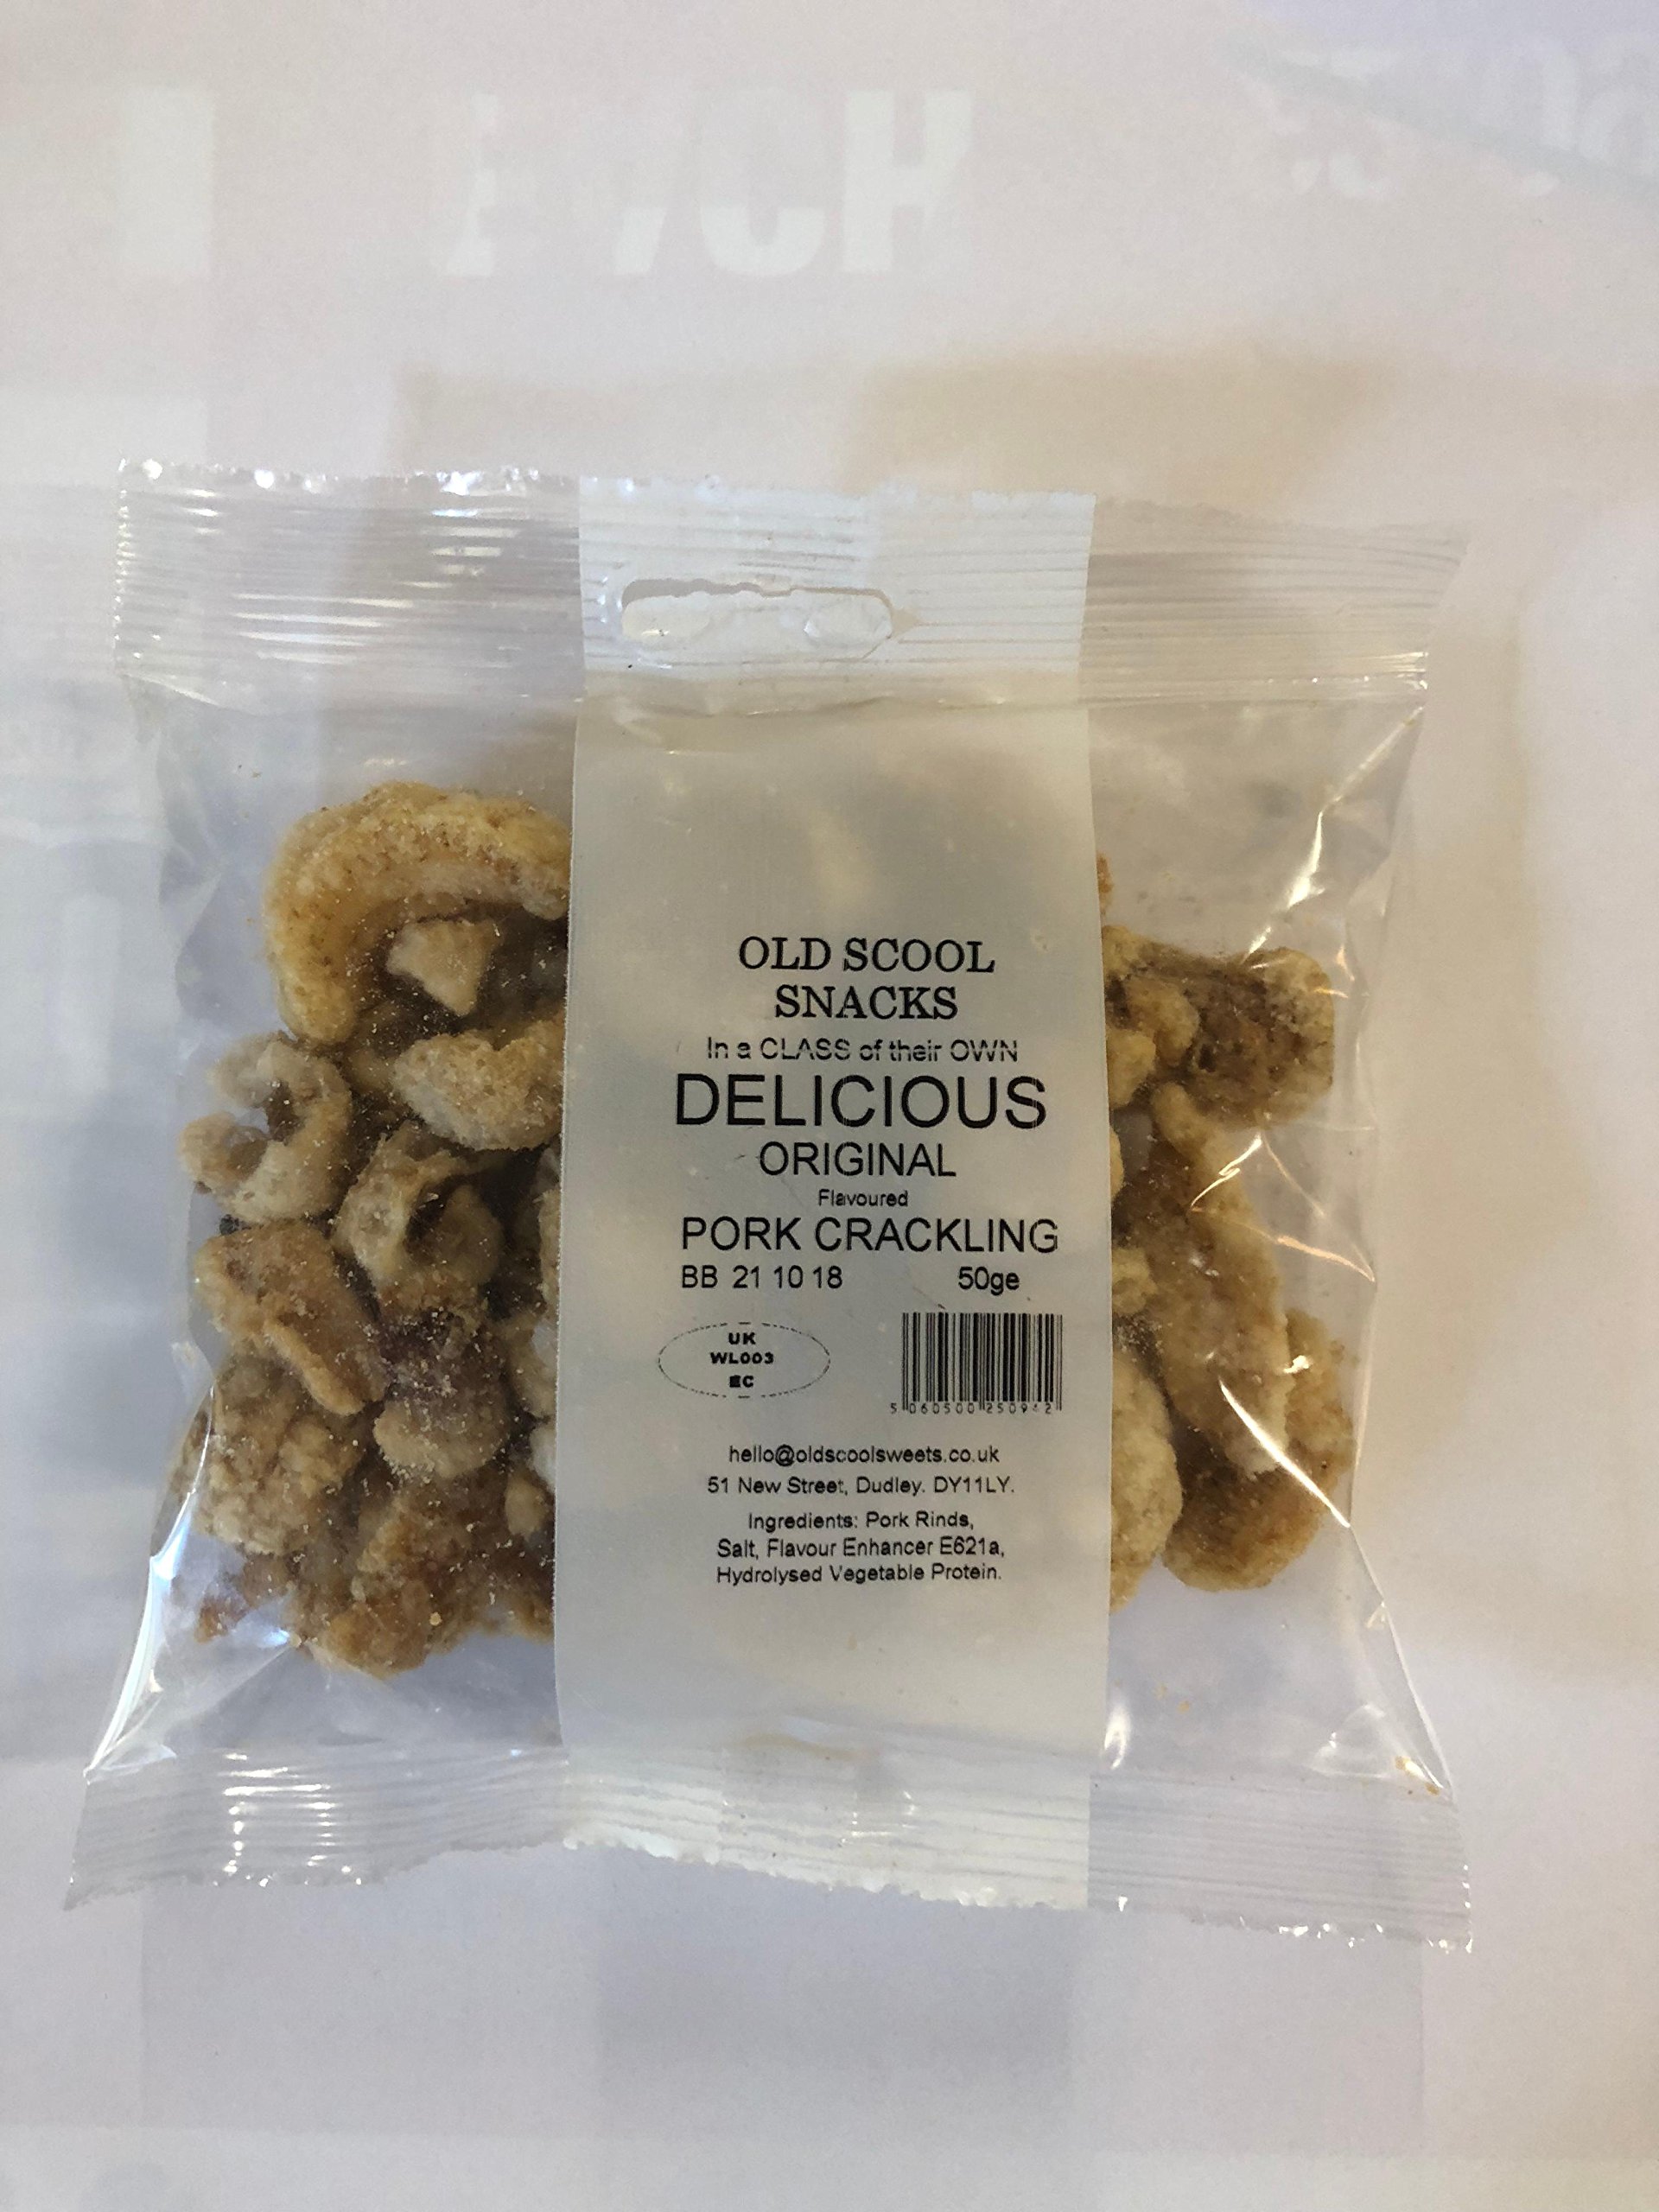 OLD SCOOL
SNACKS
In a CLASS of their OWN
DELICIOUS
ORIGINAL
Flavoured
PORK CRACKLING
BB 21 10 18 50ge
UK
WL003
EC
5 060500 250942
hello@oldscoolsweets.co.uk
51 New Street, Dudley. DY11LY.
Ingredients: Pork Rinds,
Salt, Flavour Enhancer E621a,
Hydrolysed Vegetable Protein.